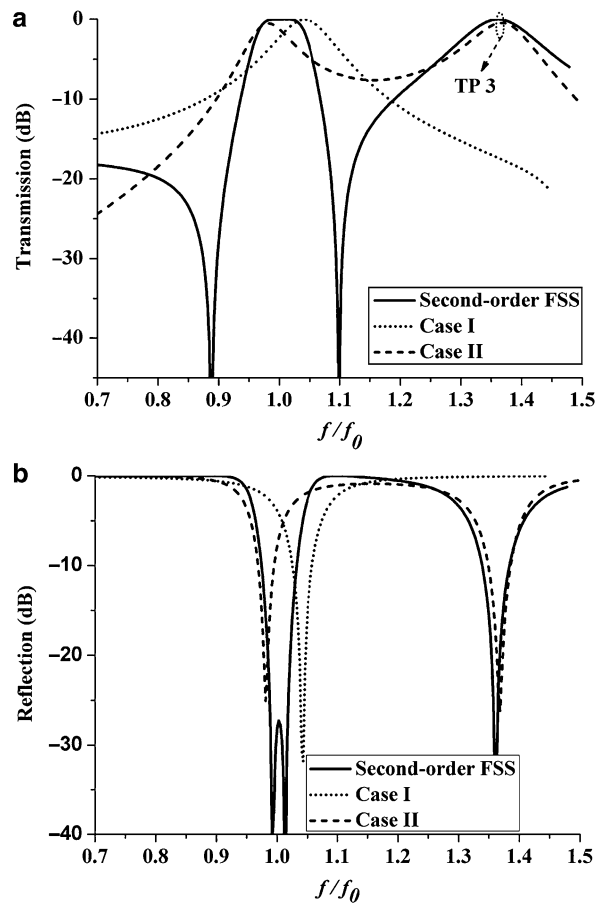 a
0
−10
−20
−30
−40
Transmission (dB)
TP 3
Second-order FSS
Case I
Case II
0.7 0.8 0.9 1.0 1.1 1.2 1.3 1.4 1.5
f/f0
b
0
−10
−20
−30
−40
Reflection (dB)
Second-order FSS
Case I
Case II
0.7 0.8 0.9 1.0 1.1 1.2 1.3 1.4 1.5
f/f0